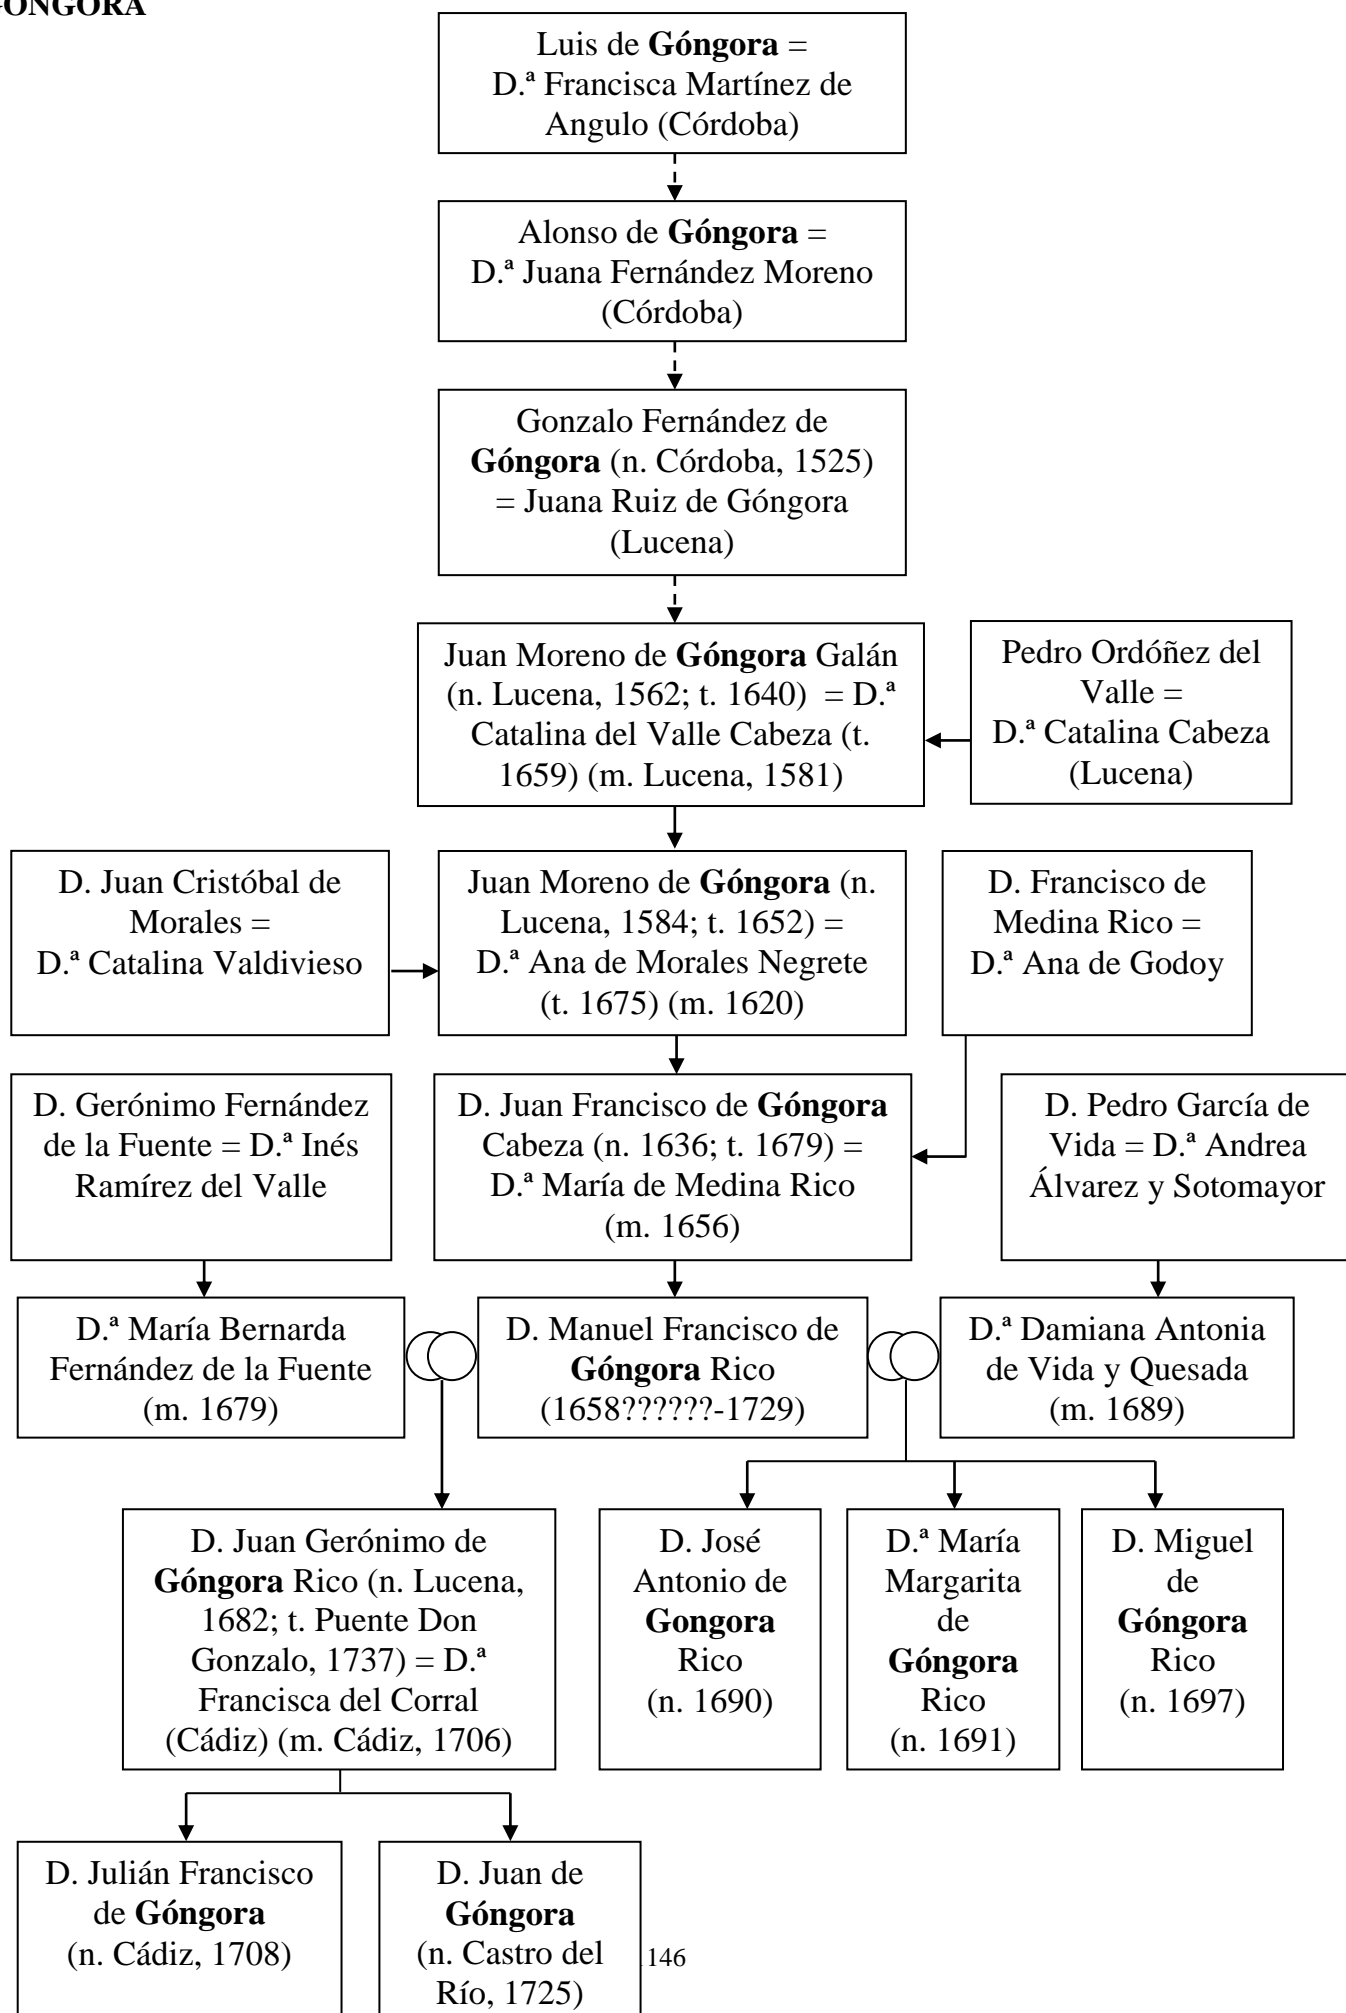 GÓNGORA
Luis de Góngora =
D.ª Francisca Martínez de
Angulo (Córdoba)
Alonso de Góngora =
D.ª Juana Fernández Moreno
(Córdoba)
Gonzalo Fernández de
Góngora (n. Córdoba, 1525)
= Juana Ruiz de Góngora
(Lucena)
Juan Moreno de Góngora Galán
(n. Lucena, 1562; t. 1640) = D.ª
Catalina del Valle Cabeza (t.
1659) (m. Lucena, 1581)
Pedro Ordóñez del
Valle =
D.ª Catalina Cabeza
(Lucena)
D. Juan Cristóbal de
Morales =
D.ª Catalina Valdivieso
Juan Moreno de Góngora (n.
Lucena, 1584; t. 1652) =
D.ª Ana de Morales Negrete
(t. 1675) (m. 1620)
D. Francisco de
Medina Rico =
D.ª Ana de Godoy
D. Gerónimo Fernández
de la Fuente = D.ª Inés
Ramírez del Valle
D. Juan Francisco de Góngora
Cabeza (n. 1636; t. 1679) =
D.ª María de Medina Rico
(m. 1656)
D. Pedro García de
Vida = D.ª Andrea
Álvarez y Sotomayor
D.ª María Bernarda
Fernández de la Fuente
(m. 1679)
D. Manuel Francisco de
Góngora Rico
(1658??????-1729)
D.ª Damiana Antonia
de Vida y Quesada
(m. 1689)
D. Juan Gerónimo de
Góngora Rico (n. Lucena,
1682; t. Puente Don
Gonzalo, 1737) = D.ª
Francisca del Corral
(Cádiz) (m. Cádiz, 1706)
D. José
Antonio de
Gongora
Rico
(n. 1690)
D.ª María
Margarita
de
Góngora
Rico
(n. 1691)
D. Miguel
de
Góngora
Rico
(n. 1697)
D. Julián Francisco
de Góngora
(n. Cádiz, 1708)
D. Juan de
Góngora
(n. Castro del
Río, 1725)
146